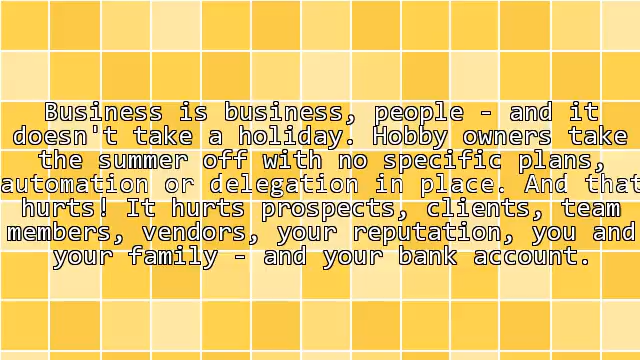 Business is business, people - and it
doesn't take a holiday. Hobby owners take
the summer off with no specific plans,
automation or delegation in place. And that
hurts! It hurts prospects, clients, team
members, vendors, your reputation, you and
your family - and your bank account.